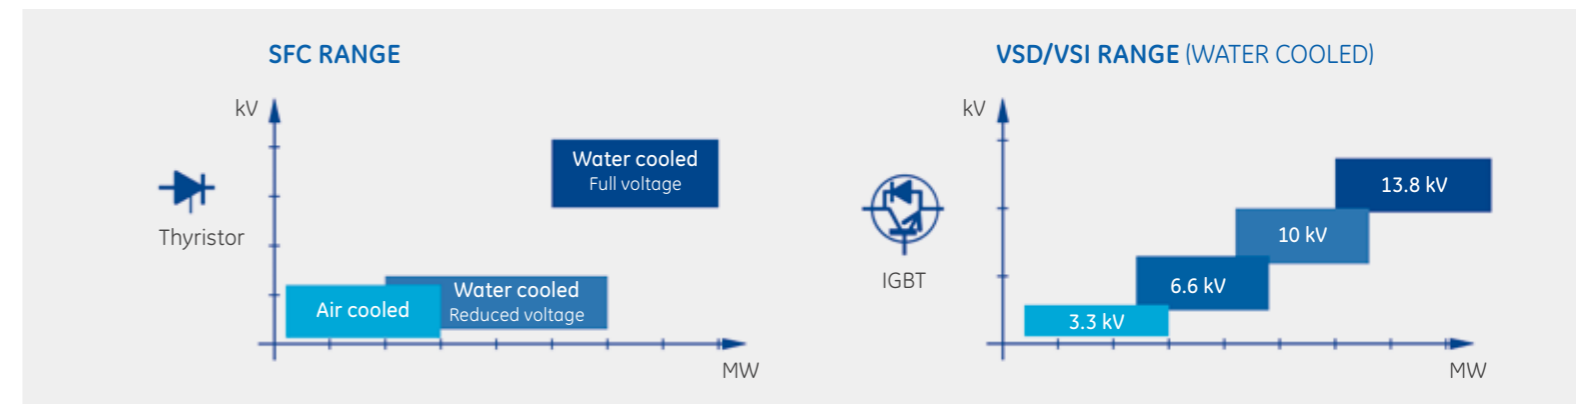 SFC RANGE
kV
Water cooled
Full voltage
Thyristor
Water cooled
Reduced voltage
Air cooled
MW
VSD/VSI RANGE (WATER COOLED)
kV
13.8 kV
10 kV
IGBT
6.6 kV
3.3 kV
MW